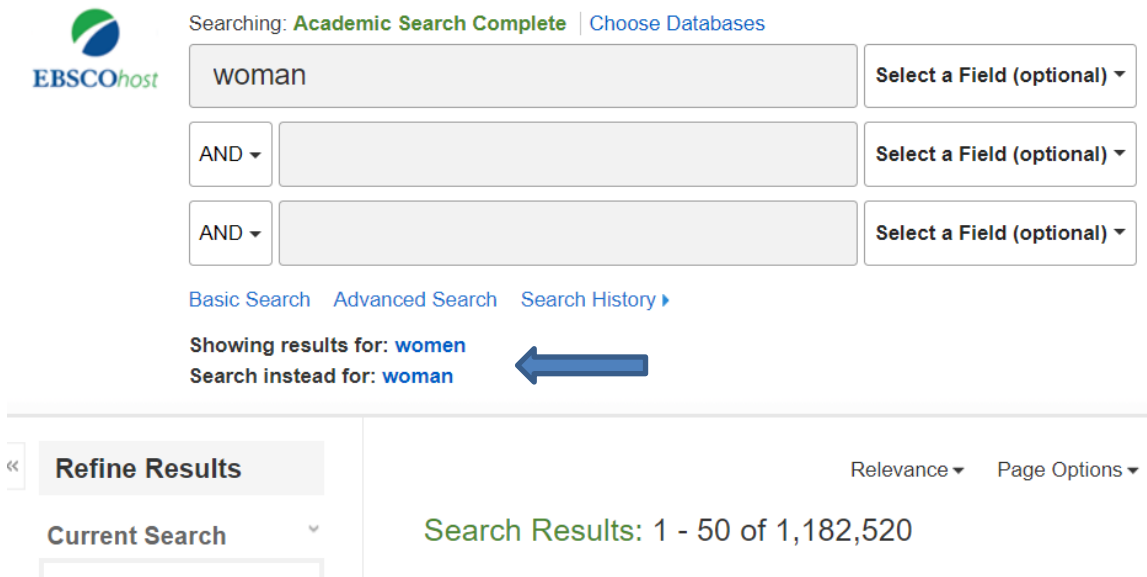 Searching: Academic Search Complete Choose Databases
EBSCOhost
woman Select a Field (optional)
AND Select a Field (optional)
AND Select a Field (optional)
Basic Search Advanced Search Search History
Showing results for: women
Search instead for: woman
« Refine Results
Relevance Page Options
Current Search
Search Results: 1 - 50 of 1,182,520